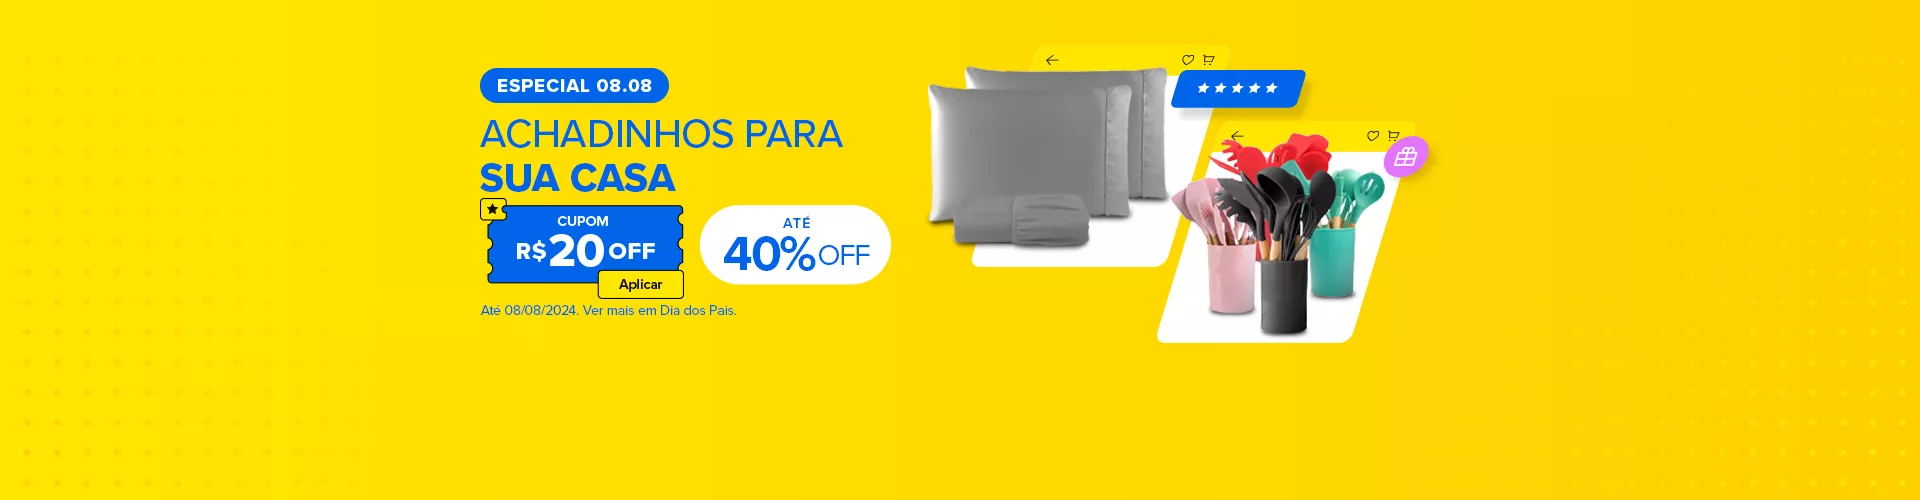 ESPECIAL 08.08
ACHADINHOS PARA
SUA CASA
CUPOM
R$20 OFF
Aplicar
ATÉ
40% OFF
Até 08/08/2024. Ver mais em Dia dos Pais.